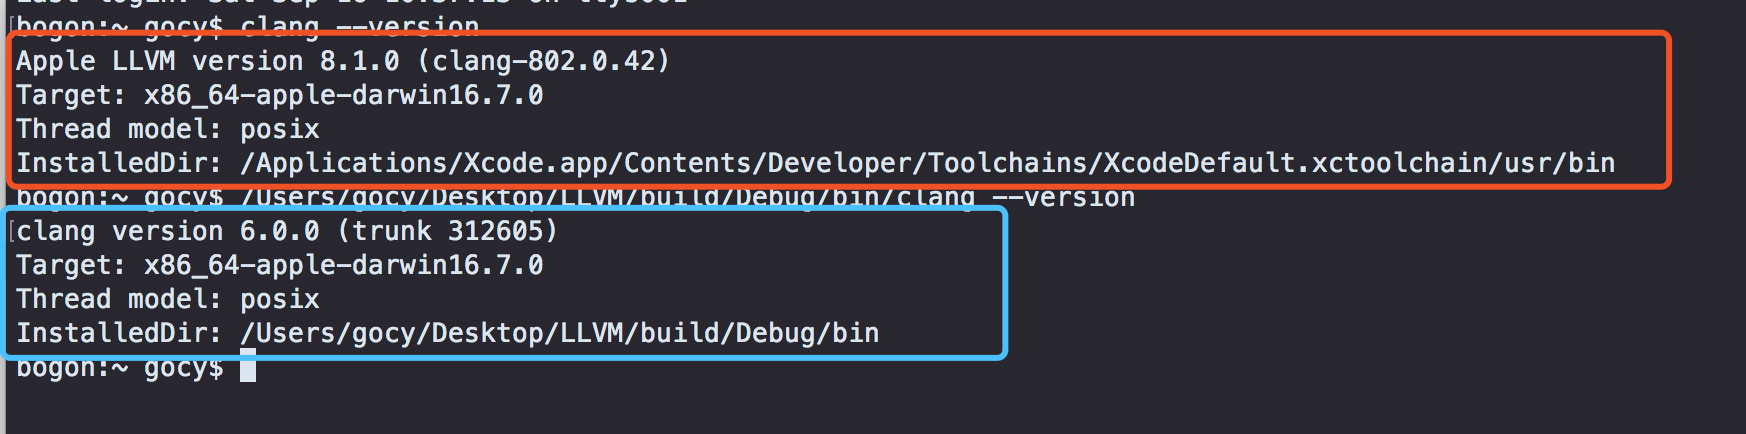 bogon:~ gocy$ clang --version
Apple LLVM version 8.1.0 (clang-802.0.42)
Target: x86_64-apple-darwin16.7.0
Thread model: posix
InstalledDir: /Applications/Xcode.app/Contents/Developer/Toolchains/XcodeDefault.xctoolchain/usr/bin
bogon:~ gocy$ /Users/gocy/Desktop/LLVM/build/Debug/bin/clang --version
clang version 6.0.0 (trunk 312605)
Target: x86_64-apple-darwin16.7.0
Thread model: posix
InstalledDir: /Users/gocy/Desktop/LLVM/build/Debug/bin
bogon:~ gocy$